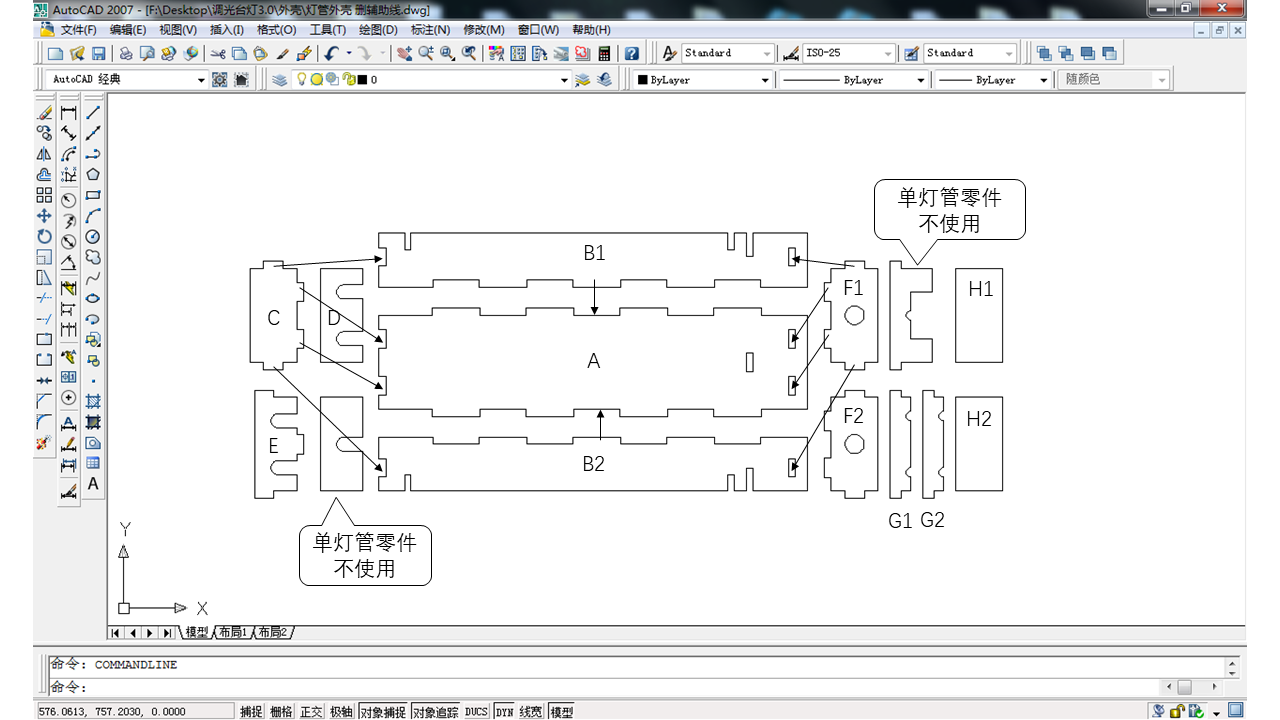 AutoCAD 2007 - [F:\Desktop\调光台灯3.0\外壳\灯管外壳 删辅助线.dwg]
文件(F) 编辑(E) 视图(V) 插入(I) 格式(O) 工具(T) 绘图(D) 标注(N) 修改(M) 窗口(W) 帮助(H)
Standard ISO-25 Standard
AutoCAD 经典 0 ByLayer ByLayer ByLayer 随颜色
单灯管零件
不使用
B1
F1 H1
C D
A
F2 H2
E
B2
G1 G2
单灯管零件
不使用
Y
X
模型 布局1 布局2
命令: COMMANDLINE
命令:
576.0613, 757.2030, 0.0000 捕捉 栅格 正交 极轴 对象捕捉 对象追踪 DUCS DYN 线宽 模型
A
A